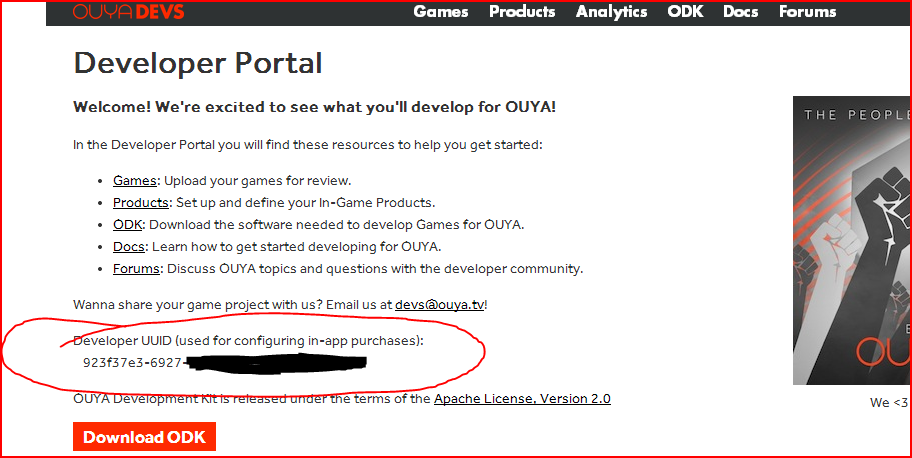 OUYA DEVS
Games Products Analytics ODK Docs Forums
Developer Portal
Welcome! We're excited to see what you'll develop for OUYA!
In the Developer Portal you will find these resources to help you get started:
• Games: Upload your games for review.
• Products: Set up and define your In-Game Products.
• ODK: Download the software needed to develop Games for OUYA.
• Docs: Learn how to get started developing for OUYA.
• Forums: Discuss OUYA topics and questions with the developer community.
Wanna share your game project with us? Email us at devs@ouya.tv!
Developer UUID (used for configuring in-app purchases):
923f37e3-6927-
OUYA Development Kit is released under the terms of the Apache License, Version 2.0
Download ODK
THE PEOPLE
OU
We <3